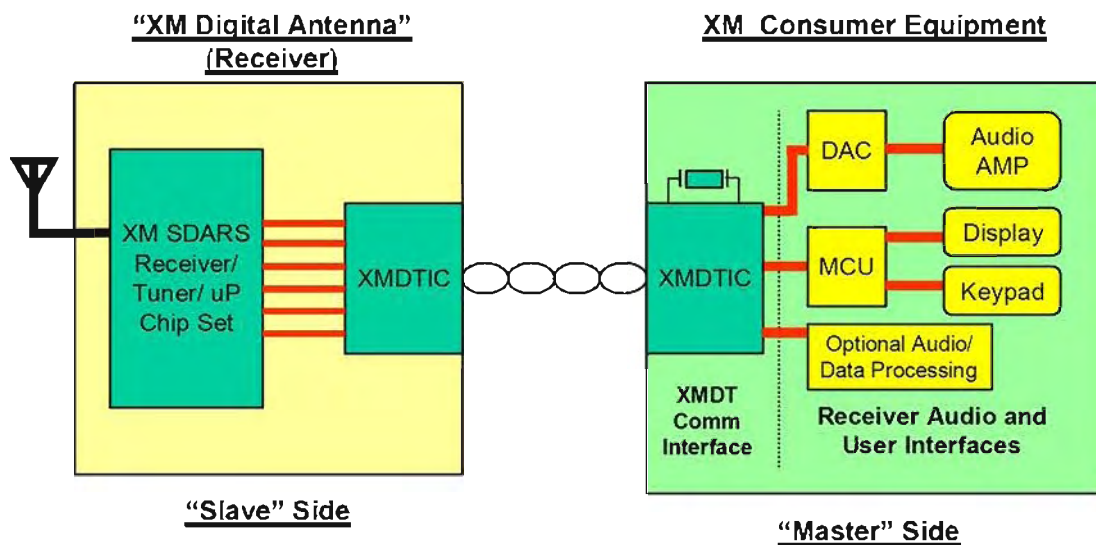 “XM Digital Antenna”
(Receiver)
XM Consumer Equipment
XM SDARS
Receiver/
Tuner/ uP
Chip Set
XMDTIC
XMDTIC
DAC
Audio
AMP
MCU
Display
Keypad
Optional Audio/
Data Processing
XMDT
Comm
Interface
Receiver Audio and
User Interfaces
“Slave” Side
“Master” Side